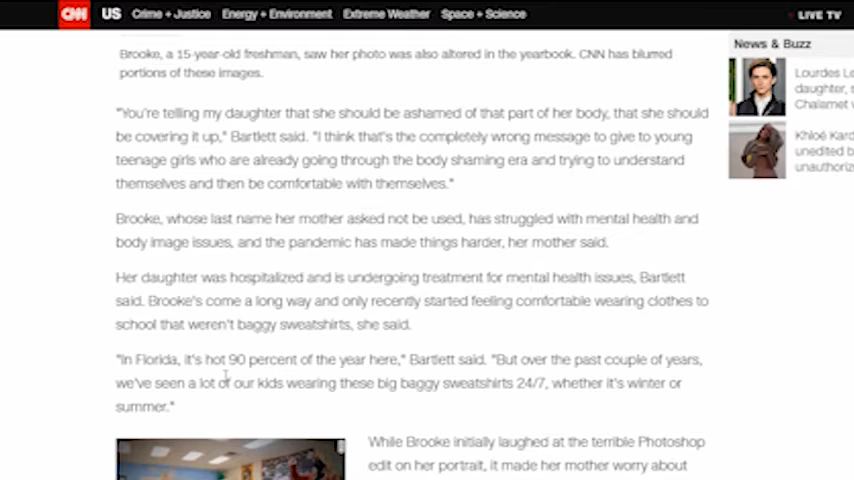 CNN US Crime + Justice Energy + Environment Extreme Weather Space + Science LIVE TV
Brooke, a 15-year-old freshman, saw her photo was also altered in the yearbook. CNN has blurred
portions of these images.
"You're telling my daughter that she should be ashamed of that part of her body, that she should
be covering it up," Bartlett said. "I think that's the completely wrong message to give to young
teenage girls who are already going through the body shaming era and trying to understand
themselves and then be comfortable with themselves."
Brooke, whose last name her mother asked not be used, has struggled with mental health and
body image issues, and the pandemic has made things harder, her mother said.
Her daughter was hospitalized and is undergoing treatment for mental health issues, Bartlett
said. Brooke's come a long way and only recently started feeling comfortable wearing clothes to
school that weren't baggy sweatshirts, she said.
"In Florida, it's hot 90 percent of the year here," Bartlett said. "But over the past couple of years,
we've seen a lot of our kids wearing these big baggy sweatshirts 24/7, whether it's winter or
summer."
While Brooke initially laughed at the terrible Photoshop
edit on her portrait, it made her mother worry about
News & Buzz
Lourdes Le
daughter, s
Chalamet w
Khloé Kard
unedited b
unauthoriz